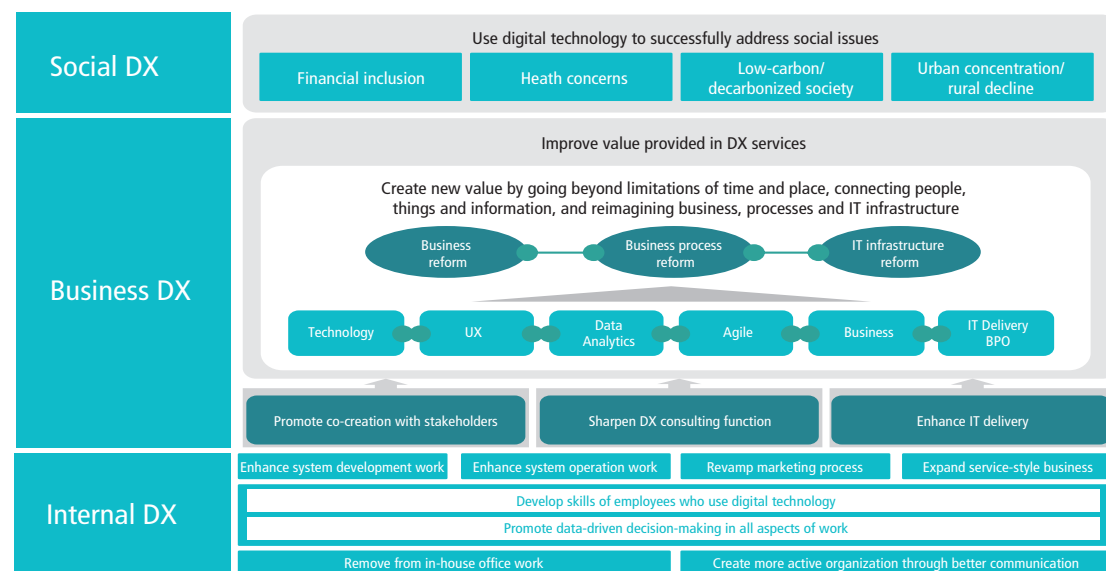 Social DX
Use digital technology to successfully address social issues
Financial inclusion
Heath concerns
Low-carbon/
decarbonized society
Urban concentration/
rural decline
Business DX
Improve value provided in DX services
Create new value by going beyond limitations of time and place, connecting people,
things and information, and reimagining business, processes and IT infrastructure
Business
reform
Business process
reform
IT infrastructure
reform
Technology
UX
Data
Analytics
Agile
Business
IT Delivery
BPO
Promote co-creation with stakeholders
Sharpen DX consulting function
Enhance IT delivery
Internal DX
Enhance system development work
Enhance system operation work
Revamp marketing process
Expand service-style business
Develop skills of employees who use digital technology
Promote data-driven decision-making in all aspects of work
Remove from in-house office work
Create more active organization through better communication